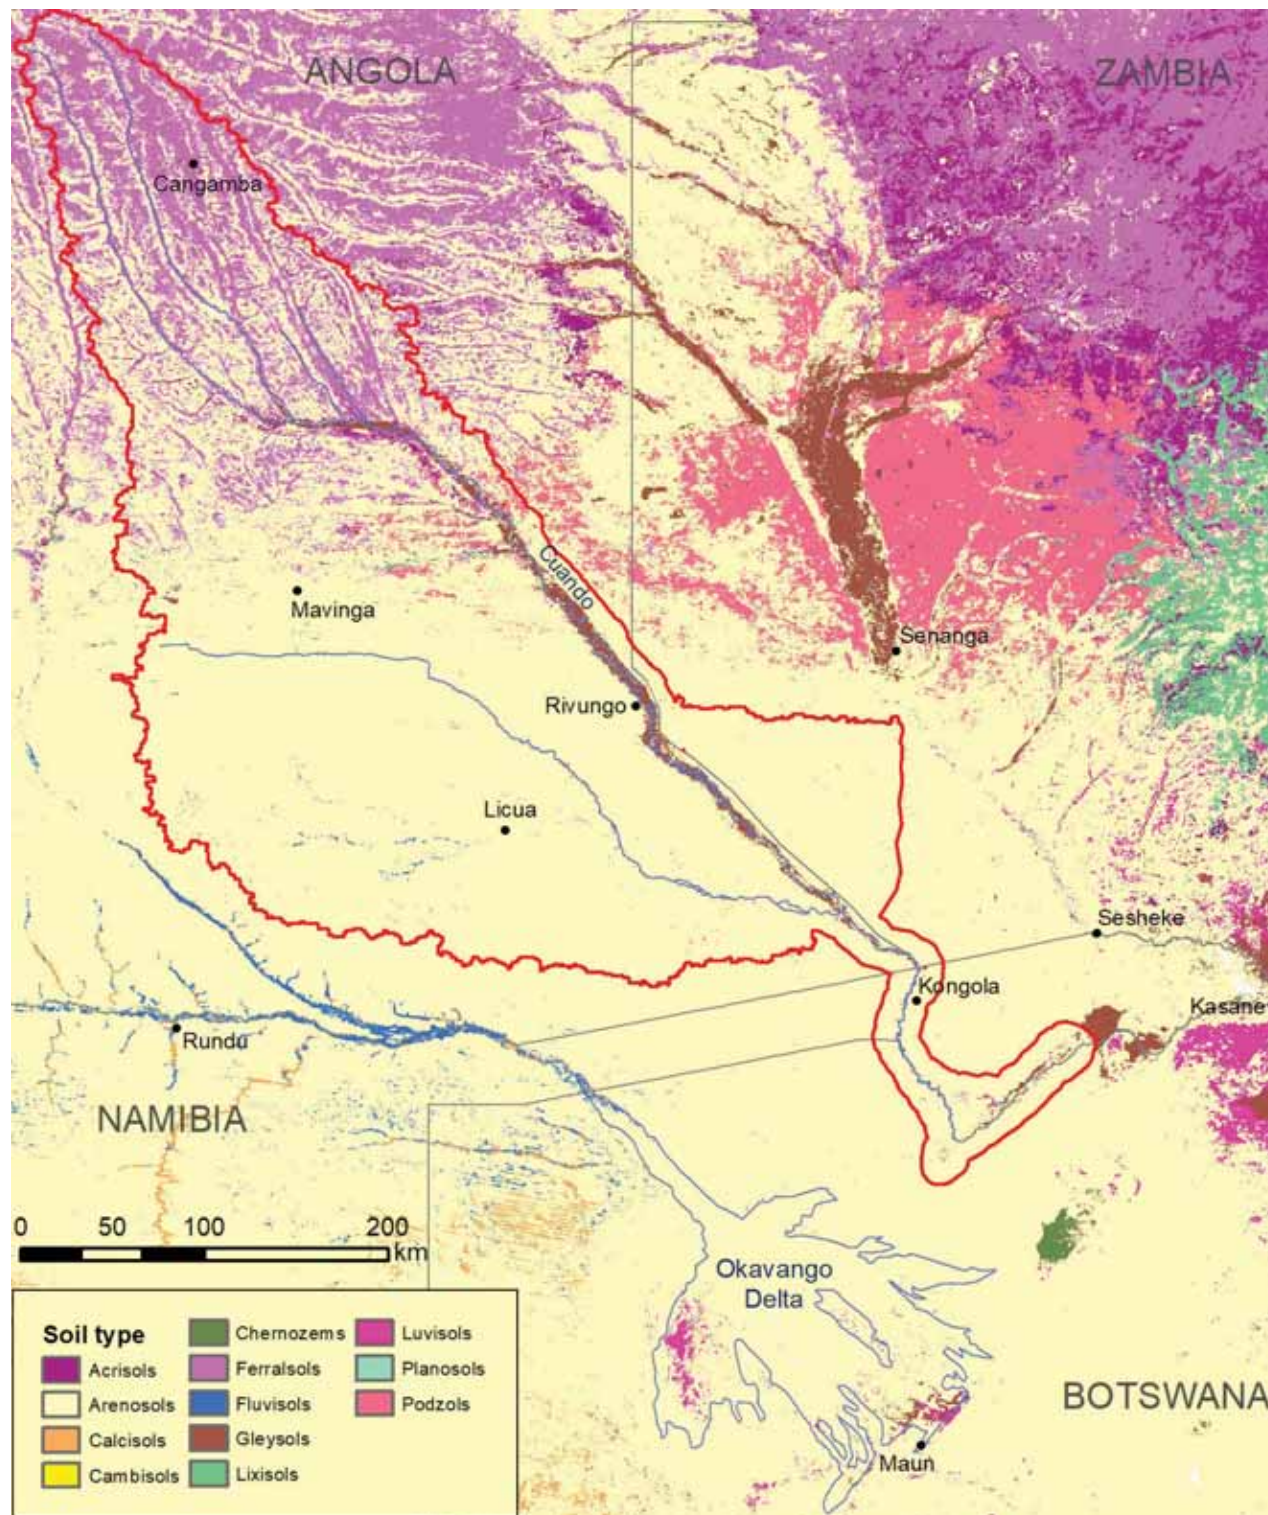 ANGOLA
ZAMBIA
Cangamba
Cuando
Mavinga
Senanga
Rivungo
Licua
Sesheke
Kongola
Kasane
Rundu
NAMIBIA
0 50 100 200
km
Okavango
Delta
BOTSWANA
Maun
Soil type
Acrisols
Arenosols
Calcisols
Cambisols
Chernozems
Ferralsols
Fluvisols
Gleysols
Lixisols
Luvisols
Planosols
Podzols